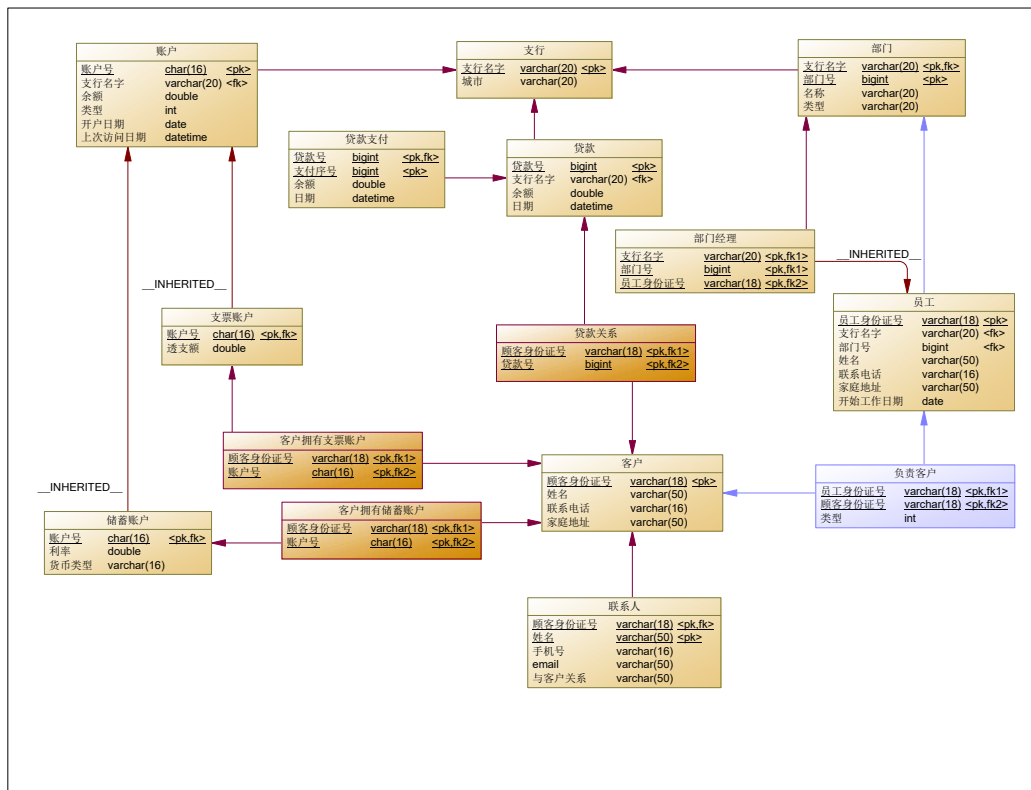 账户
账户号 char(16) <pk>
支行名字 varchar(20) <fk>
余额 double
类型 int
开户日期 date
上次访问日期 datetime
支行
支行名字 varchar(20) <pk>
城市 varchar(20)
部门
支行名字 varchar(20) <pk,fk>
部门号 bigint <pk>
名称 varchar(20)
类型 varchar(20)
贷款支付
贷款号 bigint <pk,fk>
支付序号 bigint <pk>
余额 double
日期 datetime
贷款
贷款号 bigint <pk>
支行名字 varchar(20) <fk>
余额 double
日期 datetime
部门经理
支行名字 varchar(20) <pk,fk1>
部门号 bigint <pk,fk1>
员工身份证号 varchar(18) <pk,fk2>
__INHERITED__
__INHERITED__
员工
员工身份证号 varchar(18) <pk>
支行名字 varchar(20) <fk>
部门号 bigint <fk>
姓名 varchar(50)
联系电话 varchar(16)
家庭地址 varchar(50)
开始工作日期 date
支票账户
账户号 char(16) <pk,fk>
透支额 double
贷款关系
顾客身份证号 varchar(18) <pk,fk1>
贷款号 bigint <pk,fk2>
客户拥有支票账户
顾客身份证号 varchar(18) <pk,fk1>
账户号 char(16) <pk,fk2>
客户
顾客身份证号 varchar(18) <pk>
姓名 varchar(50)
联系电话 varchar(16)
家庭地址 varchar(50)
负责客户
员工身份证号 varchar(18) <pk,fk1>
顾客身份证号 varchar(18) <pk,fk2>
类型 int
__INHERITED__
储蓄账户
账户号 char(16) <pk,fk>
利率 double
货币类型 varchar(16)
客户拥有储蓄账户
顾客身份证号 varchar(18) <pk,fk1>
账户号 char(16) <pk,fk2>
联系人
顾客身份证号 varchar(18) <pk,fk>
姓名 varchar(50) <pk>
手机号 varchar(16)
email varchar(50)
与客户关系 varchar(50)